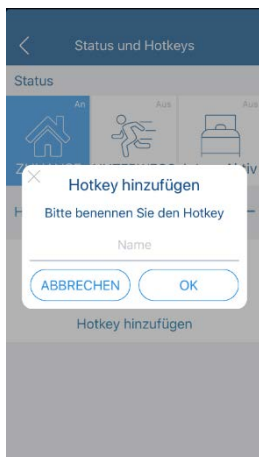 Status und Hotkeys
Status
An Aus Aus
Hotkey hinzufügen
Bitte benennen Sie den Hotkey
Name
ABBRECHEN OK
Hotkey hinzufügen